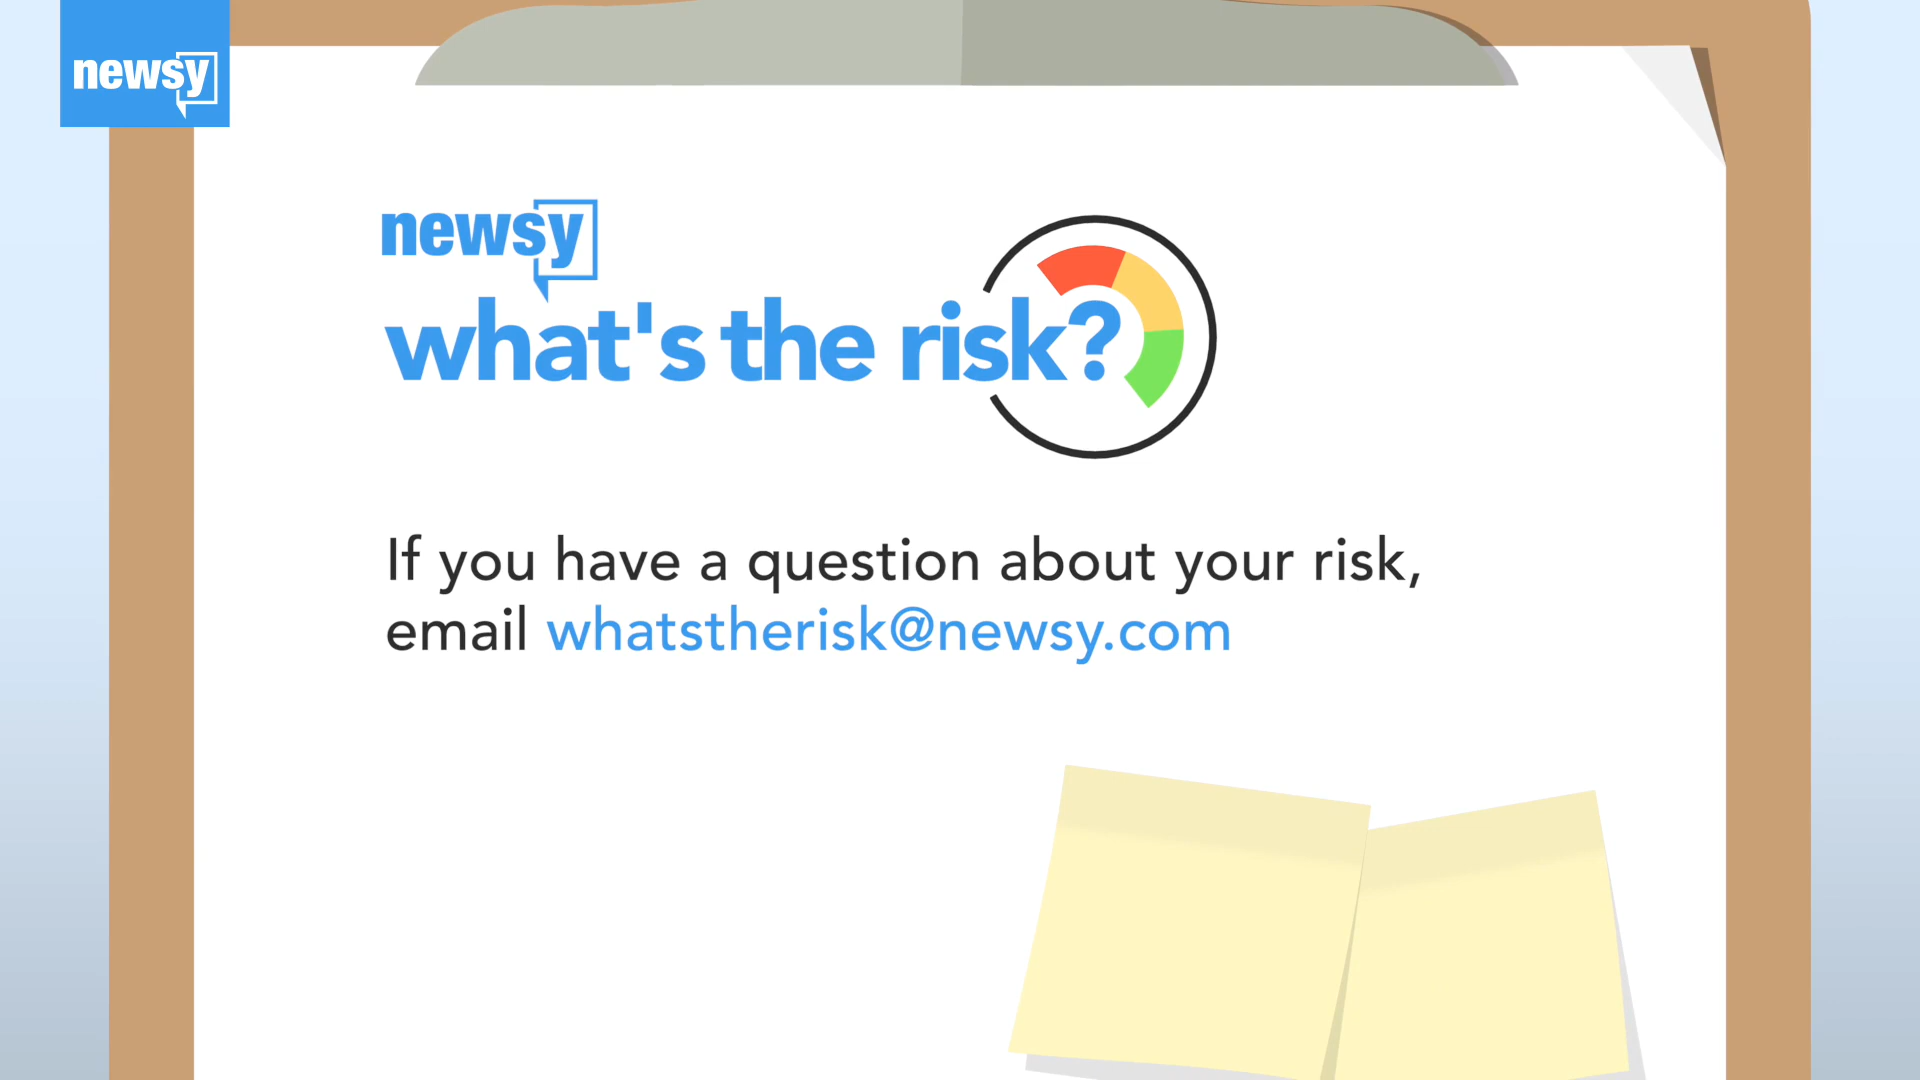 newsy
newsy
what's the risk?
If you have a question about your risk,
email whatstherisk@newsy.com